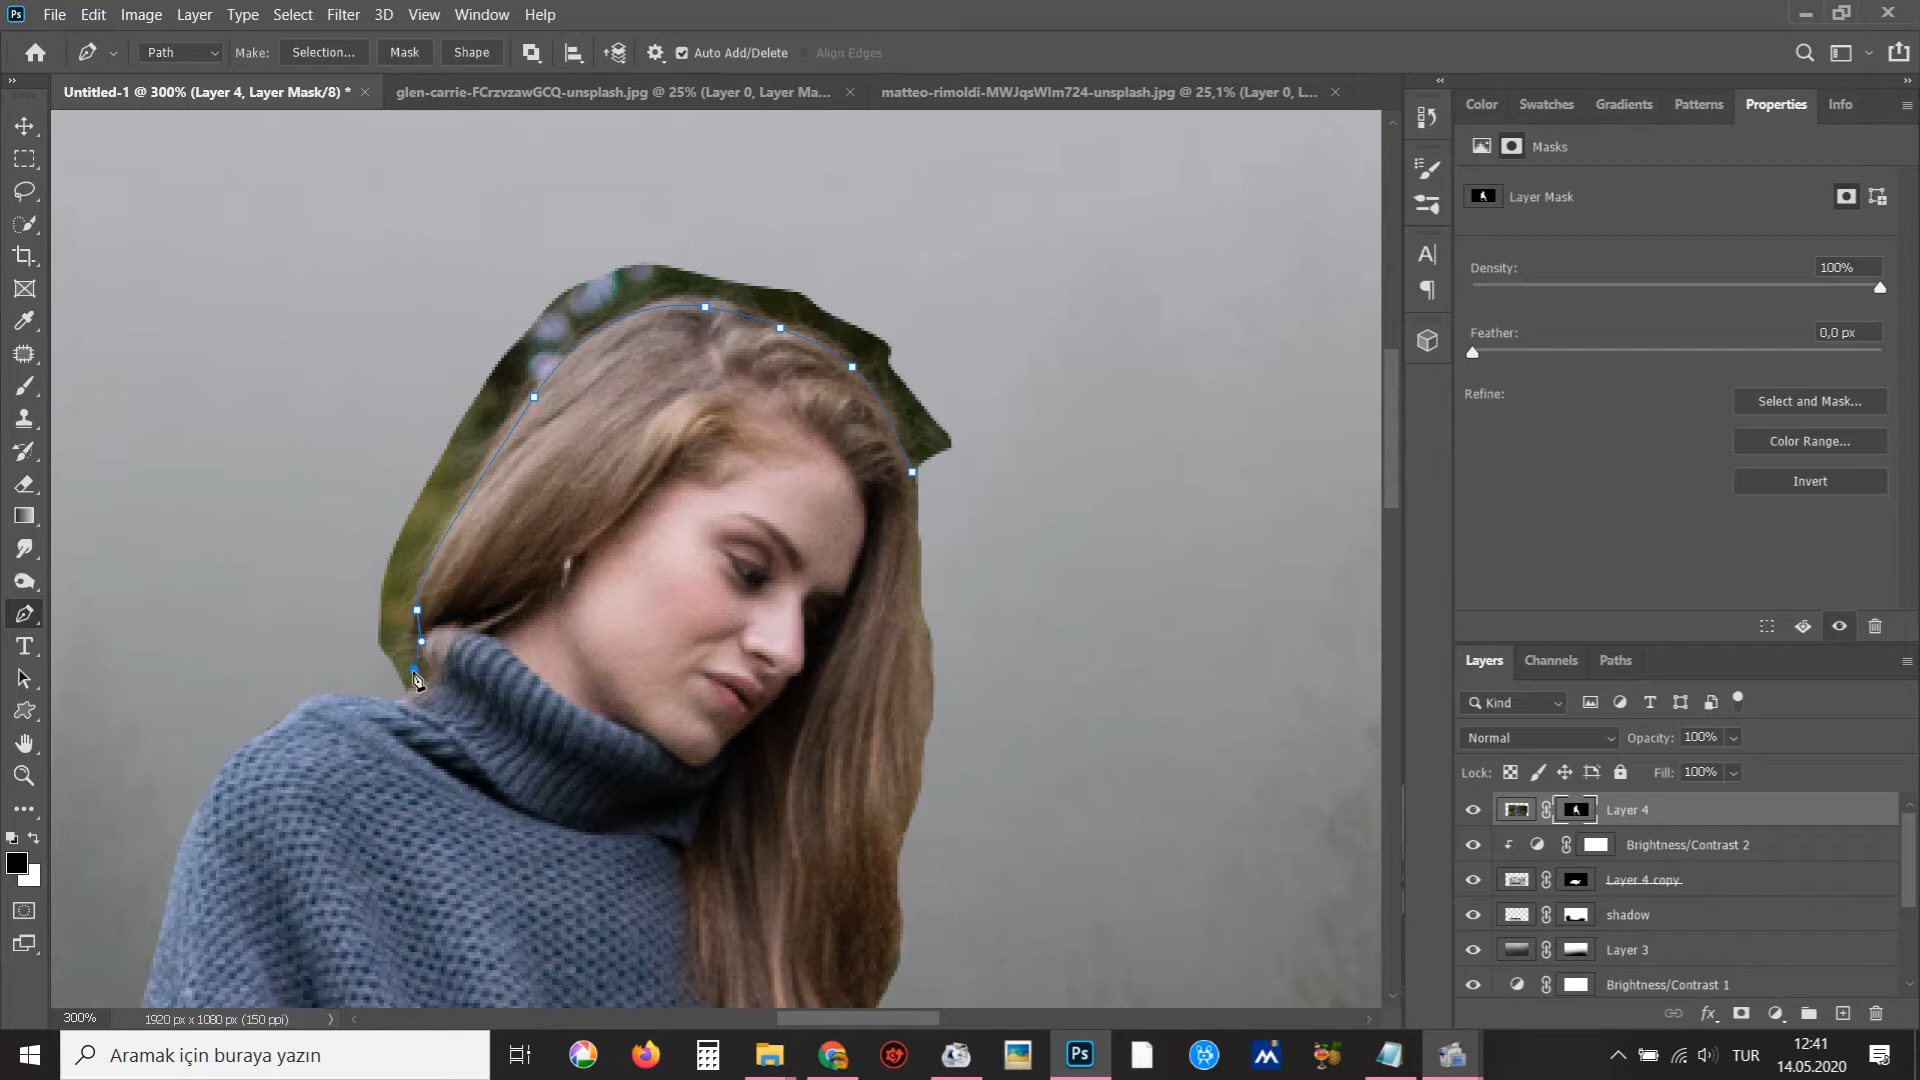 Ps File Edit Image Layer Type Select Filter 3D View Window Help
Path Make: Selection... Mask Shape Auto Add/Delete Align Edges
Untitled-1 @ 300% (Layer 4, Layer Mask/8) * glen-carrie-FCrzvzawGCQ-unsplash.jpg @ 25% (Layer 0, Layer Ma... matteo-rimoldi-MWJqsWIm724-unsplash.jpg @ 25,1% (Layer 0, L...
Color Swatches Gradients Patterns Properties Info
Masks
Layer Mask
Density: 100%
Feather: 0,0 px
Refine: Select and Mask...
Color Range...
Invert
Layers Channels Paths
Kind
Normal Opacity: 100%
Lock: Fill: 100%
Layer 4
Brightness/Contrast 2
Layer 4 copy
shadow
Layer 3
Brightness/Contrast 1
300% 1920 px x 1080 px (150 ppi)
Aramak için buraya yazın
Ps
TUR
12:41
14.05.2020